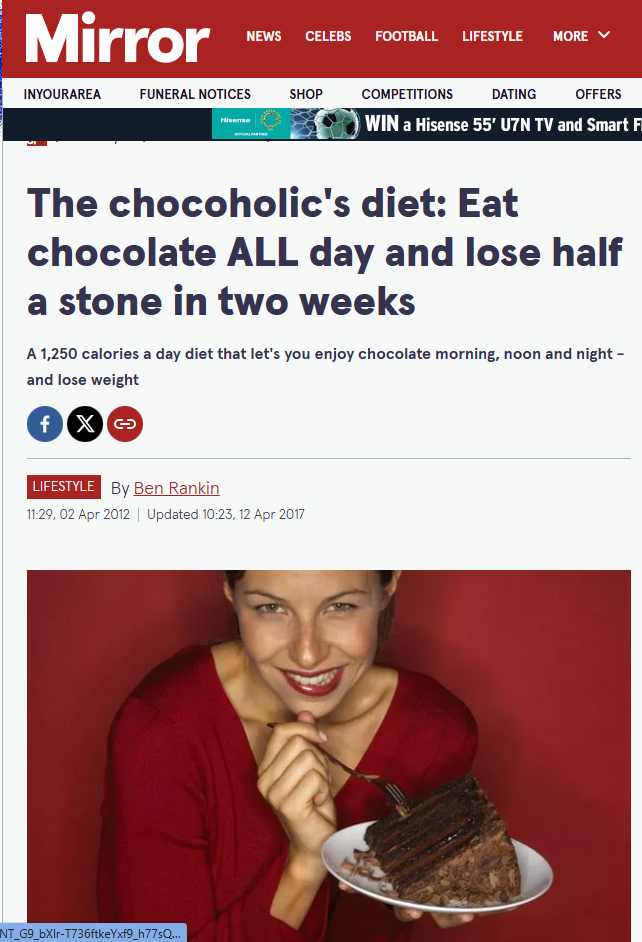 Mirror
NEWS CELEBS FOOTBALL LIFESTYLE MORE
INYOURAREA FUNERAL NOTICES SHOP COMPETITIONS DATING OFFERS
Hisense
OFFICIAL PARTNER
WIN a Hisense 55' U7N TV and Smart F
The chocoholic's diet: Eat
chocolate ALL day and lose half
a stone in two weeks
A 1,250 calories a day diet that let's you enjoy chocolate morning, noon and night -
and lose weight
LIFESTYLE By Ben Rankin
11:29, 02 Apr 2012 | Updated 10:23, 12 Apr 2017
NT_G9_bXlr-T736ftkeYxf9_h77sQ...